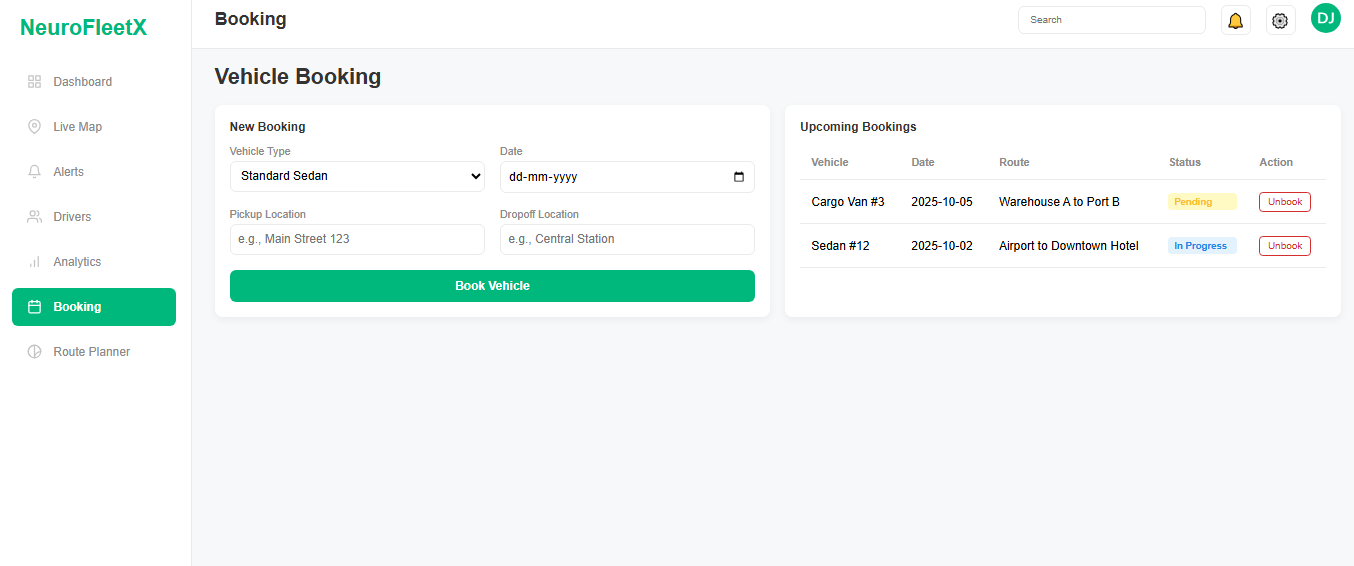 NeuroFleetX
Dashboard
Live Map
Alerts
Drivers
Analytics
Booking
Route Planner
Booking
Search
DJ
Vehicle Booking
New Booking
Vehicle Type
Date
Standard Sedan
dd-mm-yyyy
Pickup Location
Dropoff Location
e.g., Main Street 123
e.g., Central Station
Book Vehicle
Upcoming Bookings
Vehicle Date Route Status Action
Cargo Van #3 2025-10-05 Warehouse A to Port B Pending Unbook
Sedan #12 2025-10-02 Airport to Downtown Hotel In Progress Unbook